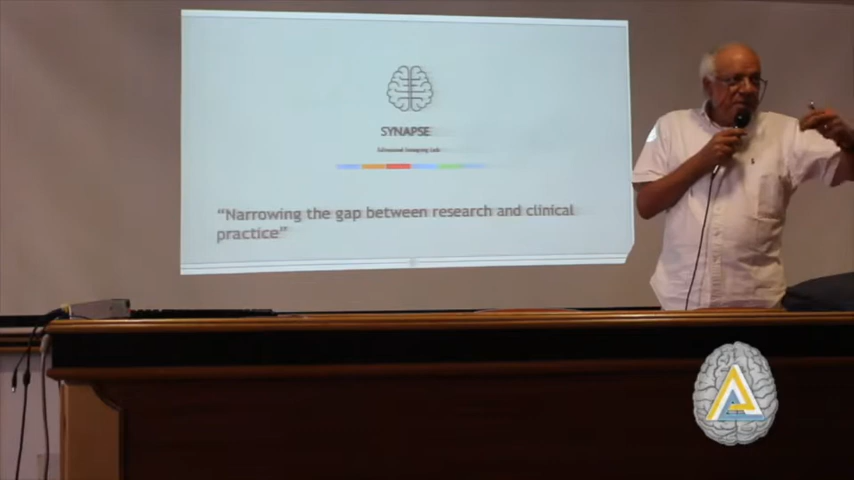 SYNAPSE
“Narrowing the gap between research and clinical
practice”